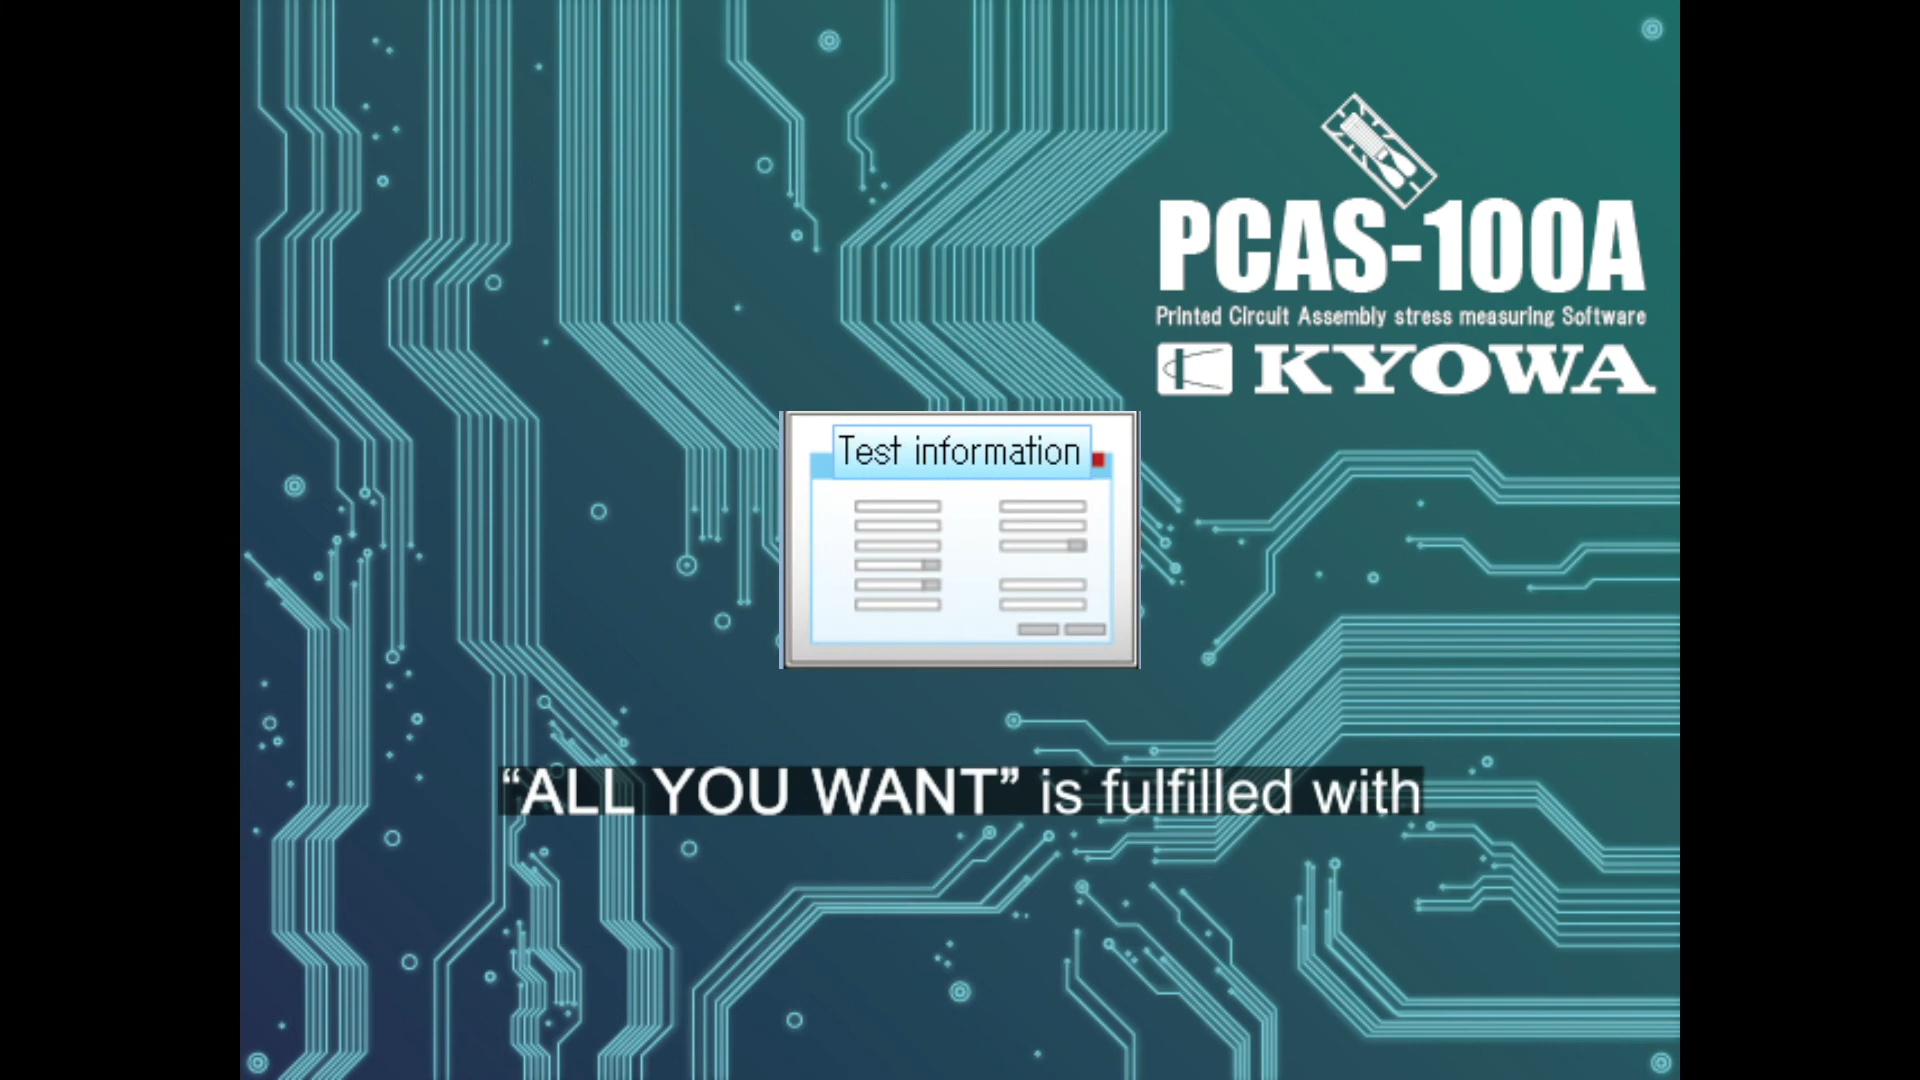 PCAS-100A
Printed Circuit Assembly stress measuring Software
KYOWA
Test information
“ALL YOU WANT” is fulfilled with